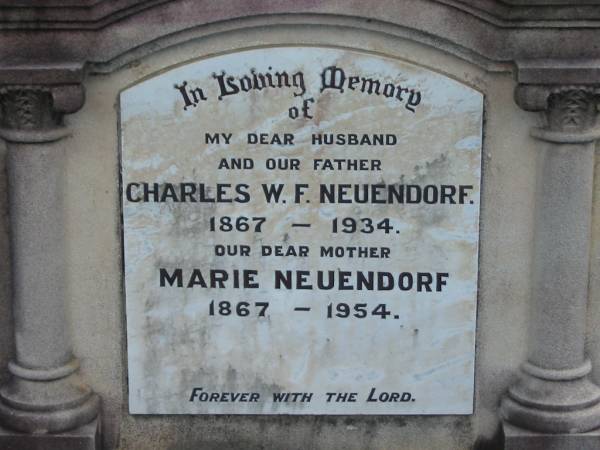 In Loving Memory
of
MY DEAR HUSBAND
AND OUR FATHER
CHARLES W. F. NEUENDORF.
1867 — 1934.
OUR DEAR MOTHER
MARIE NEUENDORF
1867 — 1954.
FOREVER WITH THE LORD.